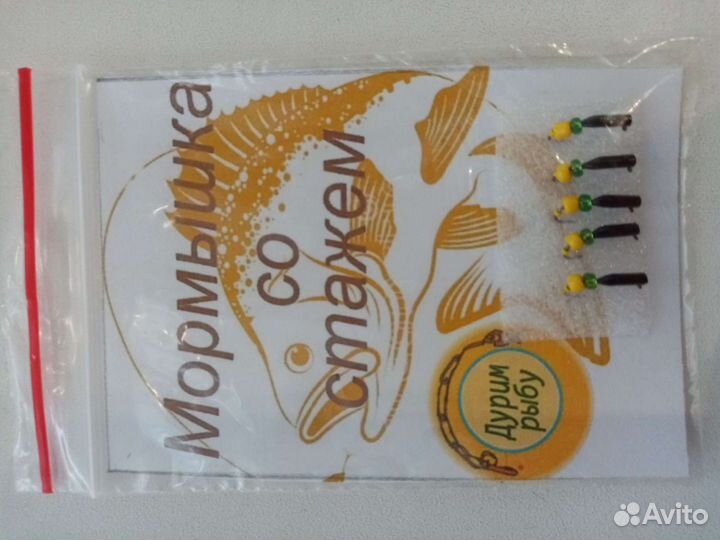 Мормышка
со
стажем
Дурим
рыбу
Avito